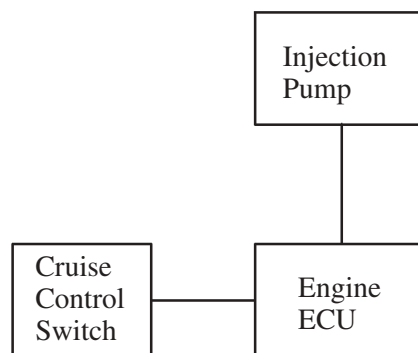 Injection
Pump
Cruise
Control
Switch
Engine
ECU